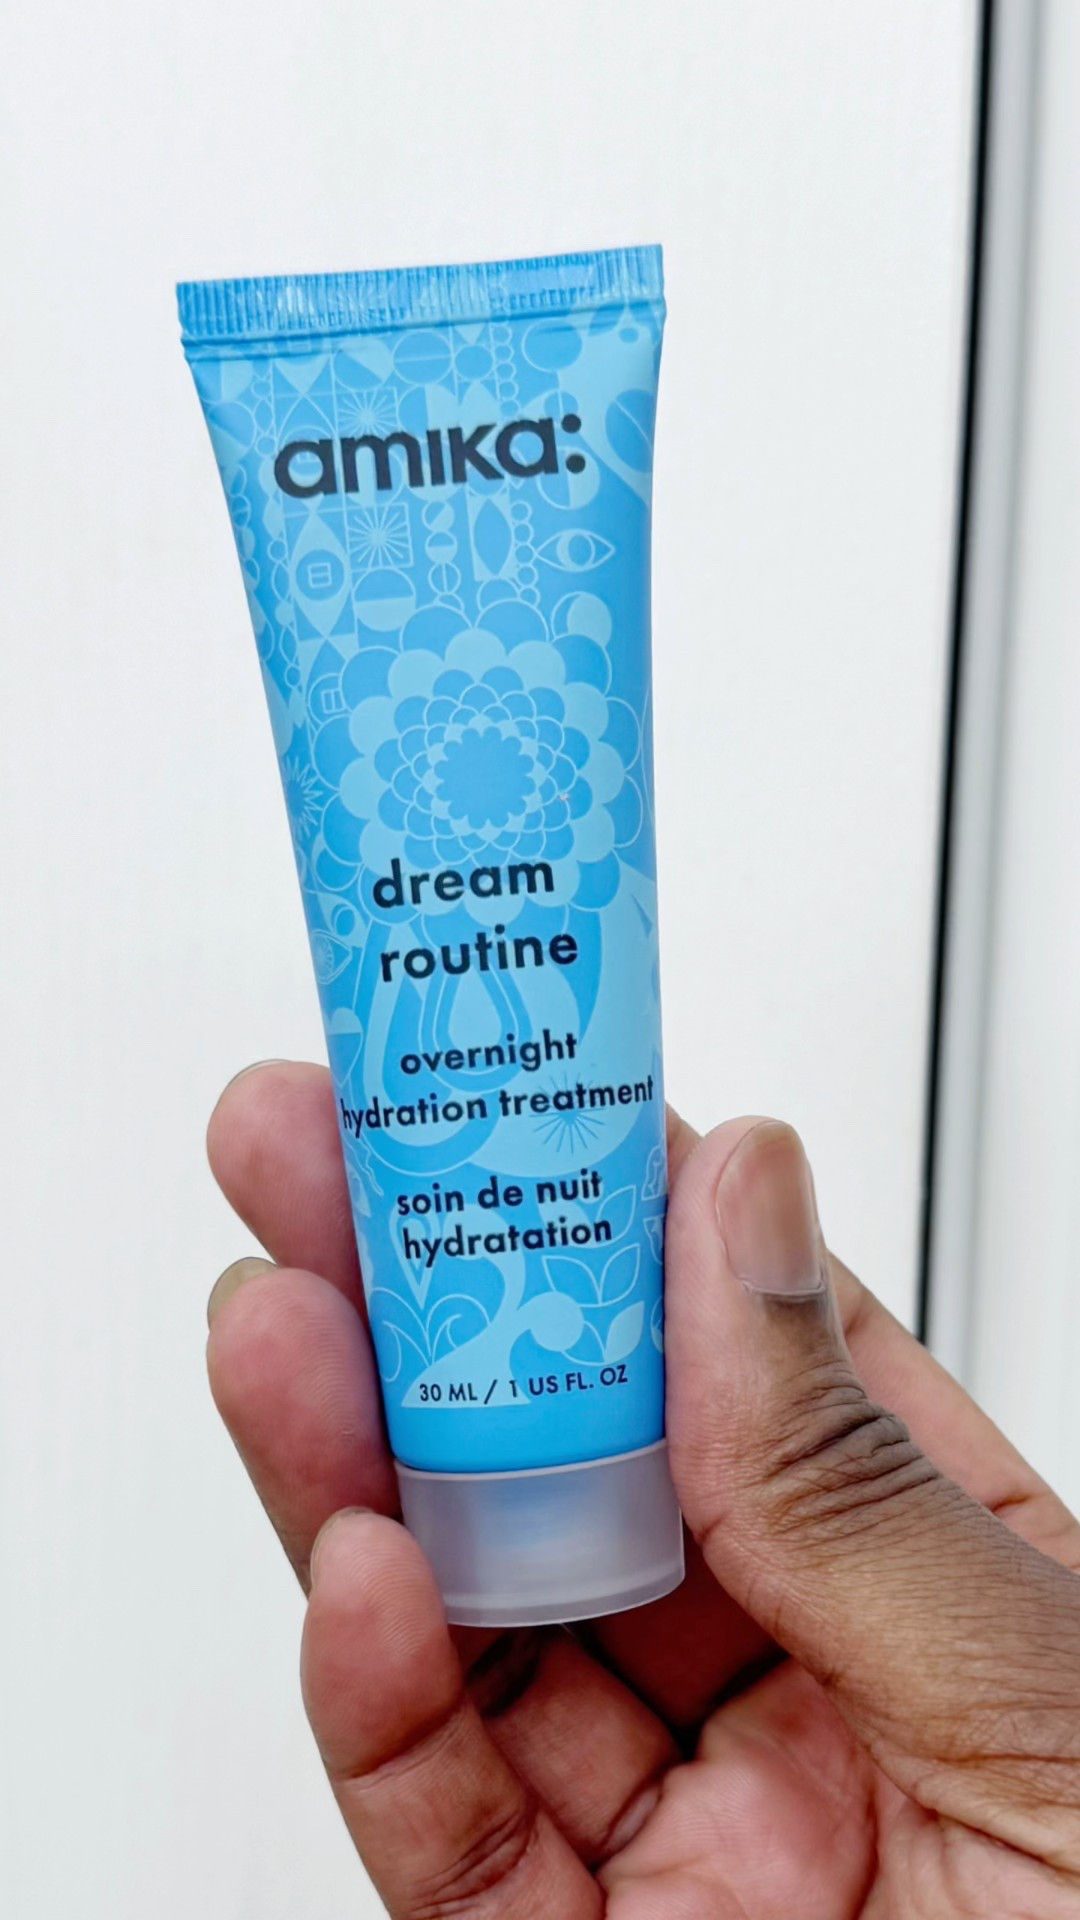 amika:
dream
routine
overnight
hydration treatment
soin de nuit
hydratation
30 ML / 1 US FL. OZ